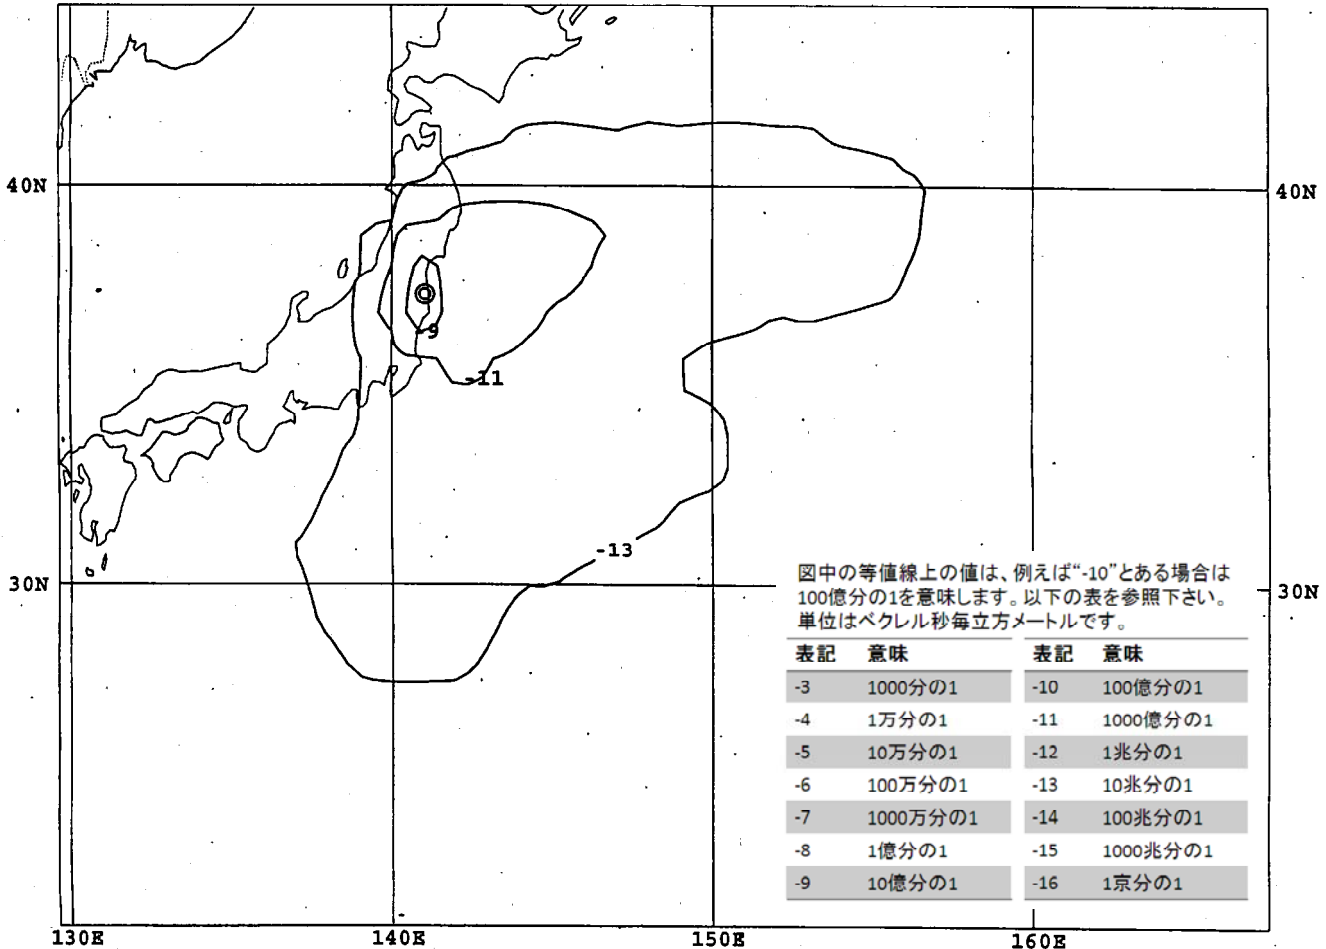 40N
40N
-9
-11
-13
30N
30N
図中の等値線上の値は、例えば“-10”とある場合は
100億分の1を意味します。以下の表を参照下さい。
単位はベクレル秒毎立方メートルです。
表記 意味 表記 意味
-3 1000分の1 -10 100億分の1
-4 1万分の1 -11 1000億分の1
-5 10万分の1 -12 1兆分の1
-6 100万分の1 -13 10兆分の1
-7 1000万分の1 -14 100兆分の1
-8 1億分の1 -15 1000兆分の1
-9 10億分の1 -16 1京分の1
130E 140E 150E 160E